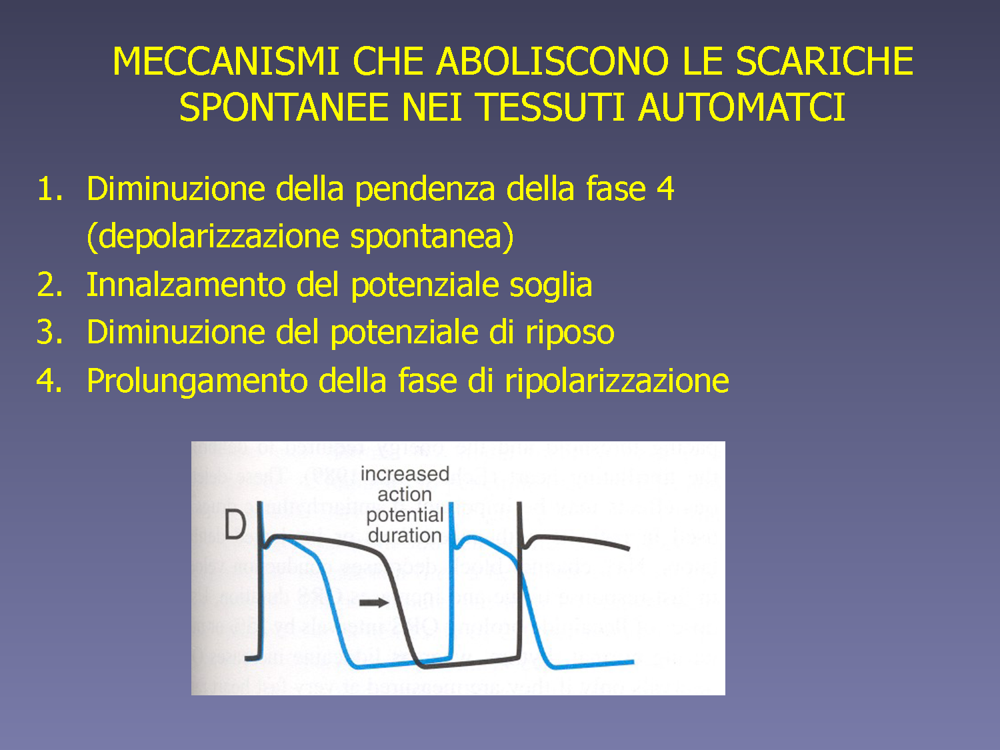 MECCANISMI CHE ABOLISCONO LE SCARICHE
SPONTANEE NEI TESSUTI AUTOMATCI
1. Diminuzione della pendenza della fase 4
(depolarizzazione spontanea)
2. Innalzamento del potenziale soglia
3. Diminuzione del potenziale di riposo
4. Prolungamento della fase di ripolarizzazione
increased
action
potential
duration
D